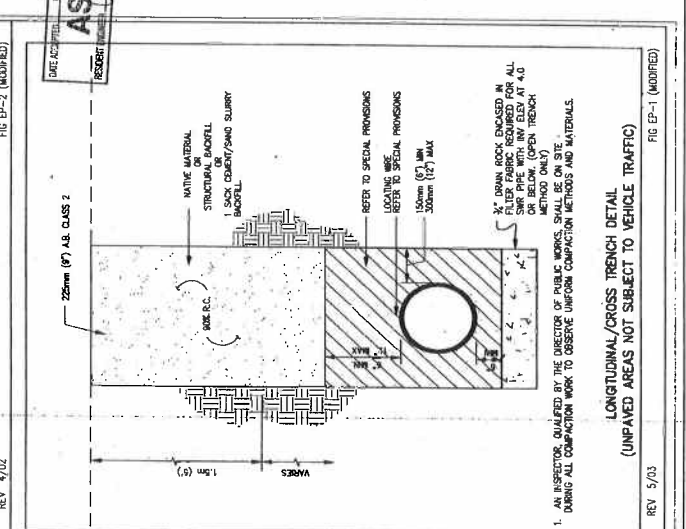 FIG EP-2 (MODIFIED)
REV 4/02
DATE ACCEPTED
AS
RESIDENT ENGINEER
225mm (9") A.B. CLASS 2
NATIVE MATERIAL
OR
STRUCTURAL BACKFILL
OR
1 SACK CEMENT/SAND SLURRY
BACKFILL.
90% R.C.
REFER TO SPECIAL PROVISIONS
LOCATING WIRE
REFER TO SPECIAL PROVISIONS
150mm (6") MIN
300mm (12") MAX
3/4" DRAIN ROCK ENCASED IN
FILTER FABRIC REQUIRED FOR ALL
SWR PIPE WITH INV ELEV AT 4.0
OR BELOW. (OPEN TRENCH
METHOD ONLY)
1.5m (5')
VARIES
6" MIN
12" MAX
6"
MIN
1. AN INSPECTOR, QUALIFIED BY THE DIRECTOR OF PUBLIC WORKS, SHALL BE ON SITE
DURING ALL COMPACTION WORK TO OBSERVE UNIFORM COMPACTION METHODS AND MATERIALS.
LONGITUDINAL/CROSS TRENCH DETAIL
(UNPAVED AREAS NOT SUBJECT TO VEHICLE TRAFFIC)
REV 5/03
FIG EP-1 (MODIFIED)